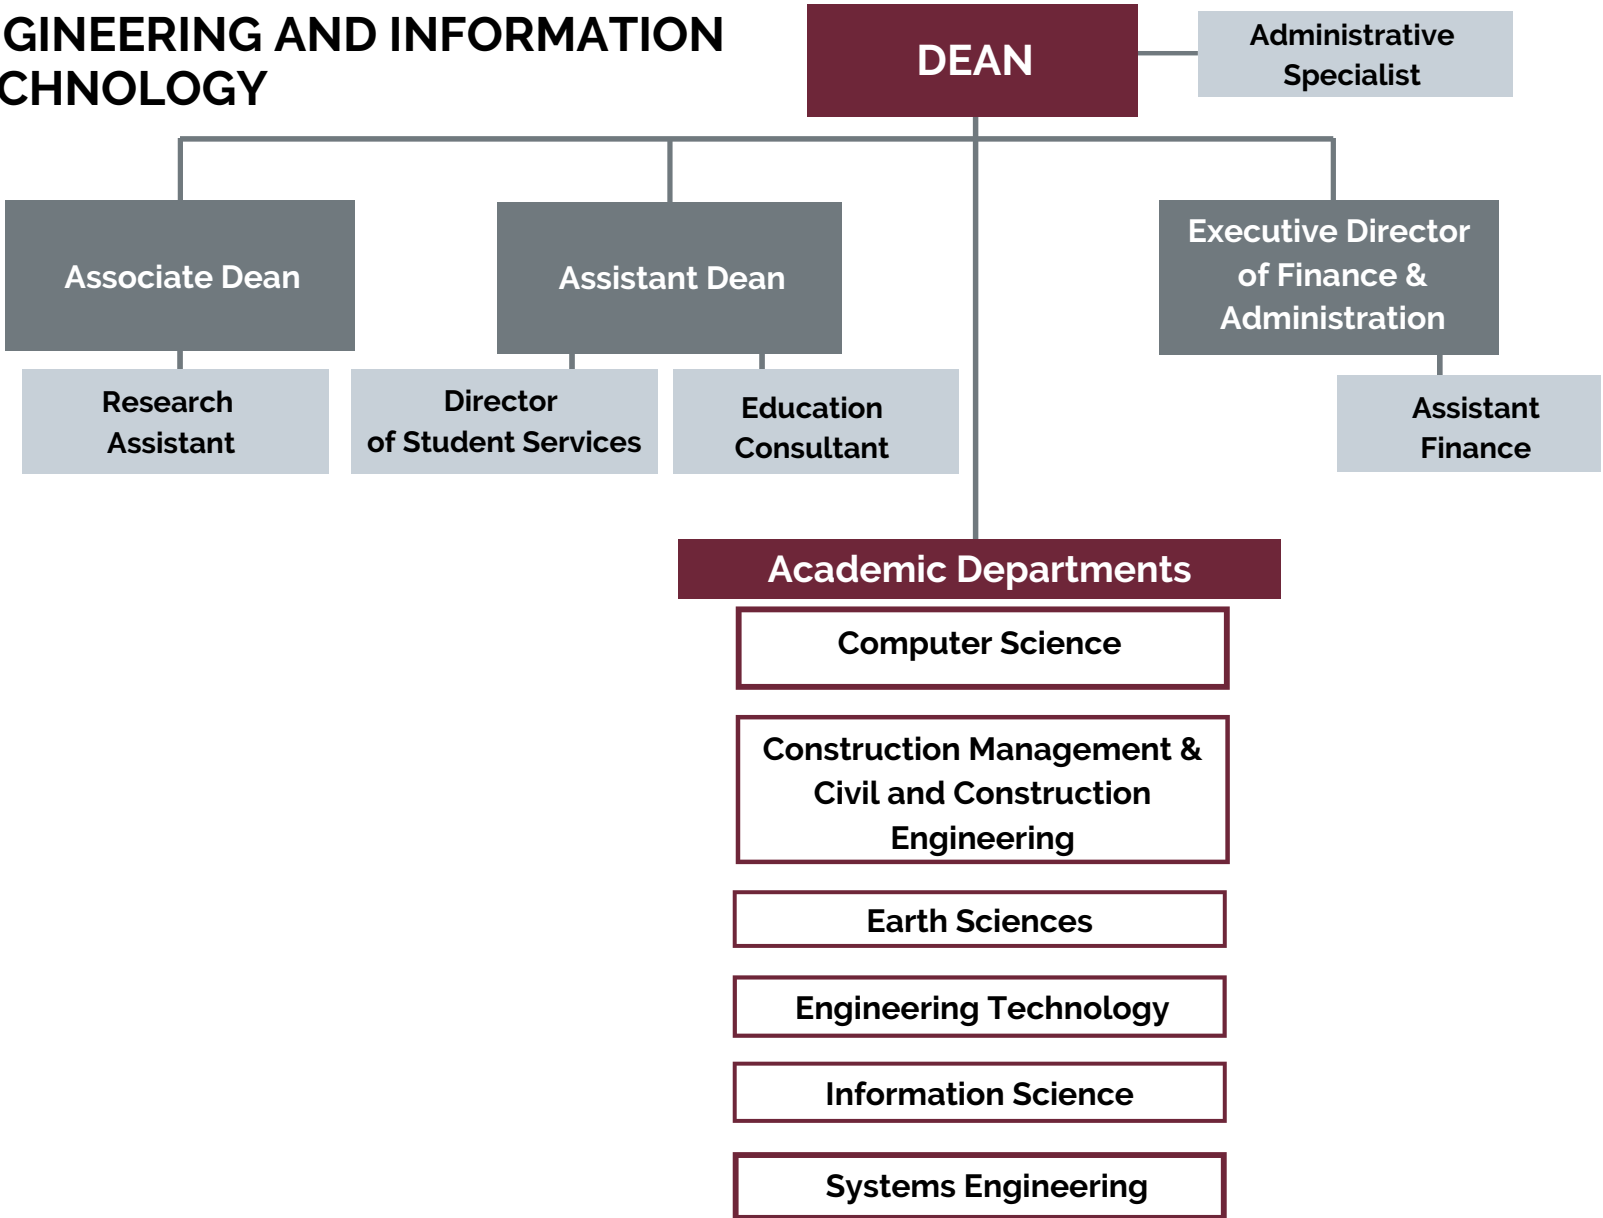 GINEERING AND INFORMATION
CHNOLOGY
DEAN
Administrative
Specialist
Associate Dean
Assistant Dean
Executive Director
of Finance &
Administration
Research
Assistant
Director
of Student Services
Education
Consultant
Assistant
Finance
Academic Departments
Computer Science
Construction Management &
Civil and Construction
Engineering
Earth Sciences
Engineering Technology
Information Science
Systems Engineering